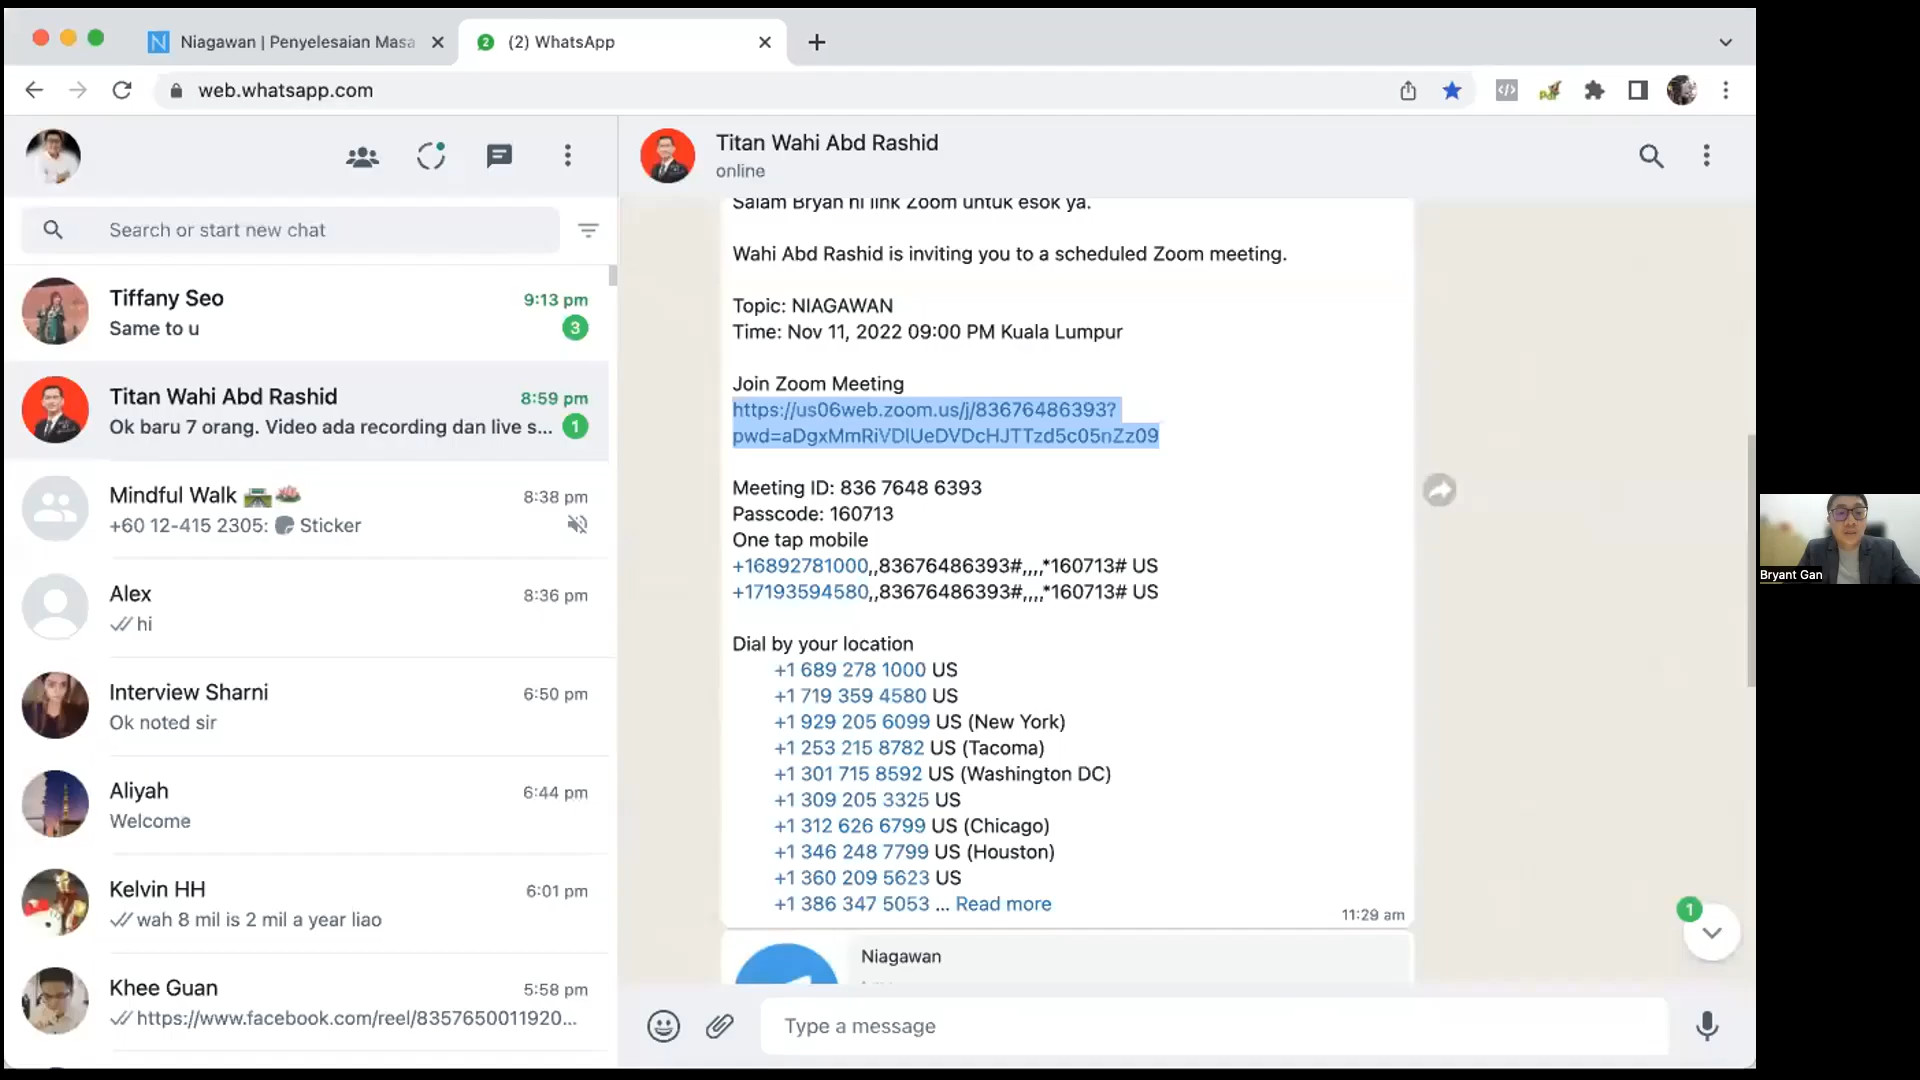 Niagawan | Penyelesaian Masa
(2) WhatsApp
web.whatsapp.com
Search or start new chat
Tiffany Seo
9:13 pm
Same to u
3
Titan Wahi Abd Rashid
8:59 pm
Ok baru 7 orang. Video ada recording dan live s...
1
Mindful Walk
8:38 pm
+60 12-415 2305: Sticker
Alex
8:36 pm
hi
Interview Sharni
6:50 pm
Ok noted sir
Aliyah
6:44 pm
Welcome
Kelvin HH
6:01 pm
wah 8 mil is 2 mil a year liao
Khee Guan
5:58 pm
https://www.facebook.com/reel/8357650011920...
Titan Wahi Abd Rashid
online
Salam Bryan ni link Zoom untuk esok ya.
Wahi Abd Rashid is inviting you to a scheduled Zoom meeting.
Topic: NIAGAWAN
Time: Nov 11, 2022 09:00 PM Kuala Lumpur
Join Zoom Meeting
https://us06web.zoom.us/j/83676486393?
pwd=aDgxMmRiVDlUeDVDcHJTTzd5c05nZz09
Meeting ID: 836 7648 6393
Passcode: 160713
One tap mobile
+16892781000,,83676486393#,,,,*160713# US
+17193594580,,83676486393#,,,,*160713# US
Dial by your location
+1 689 278 1000 US
+1 719 359 4580 US
+1 929 205 6099 US (New York)
+1 253 215 8782 US (Tacoma)
+1 301 715 8592 US (Washington DC)
+1 309 205 3325 US
+1 312 626 6799 US (Chicago)
+1 346 248 7799 US (Houston)
+1 360 209 5623 US
+1 386 347 5053 ... Read more
11:29 am
1
Niagawan
Type a message
Bryant Gan